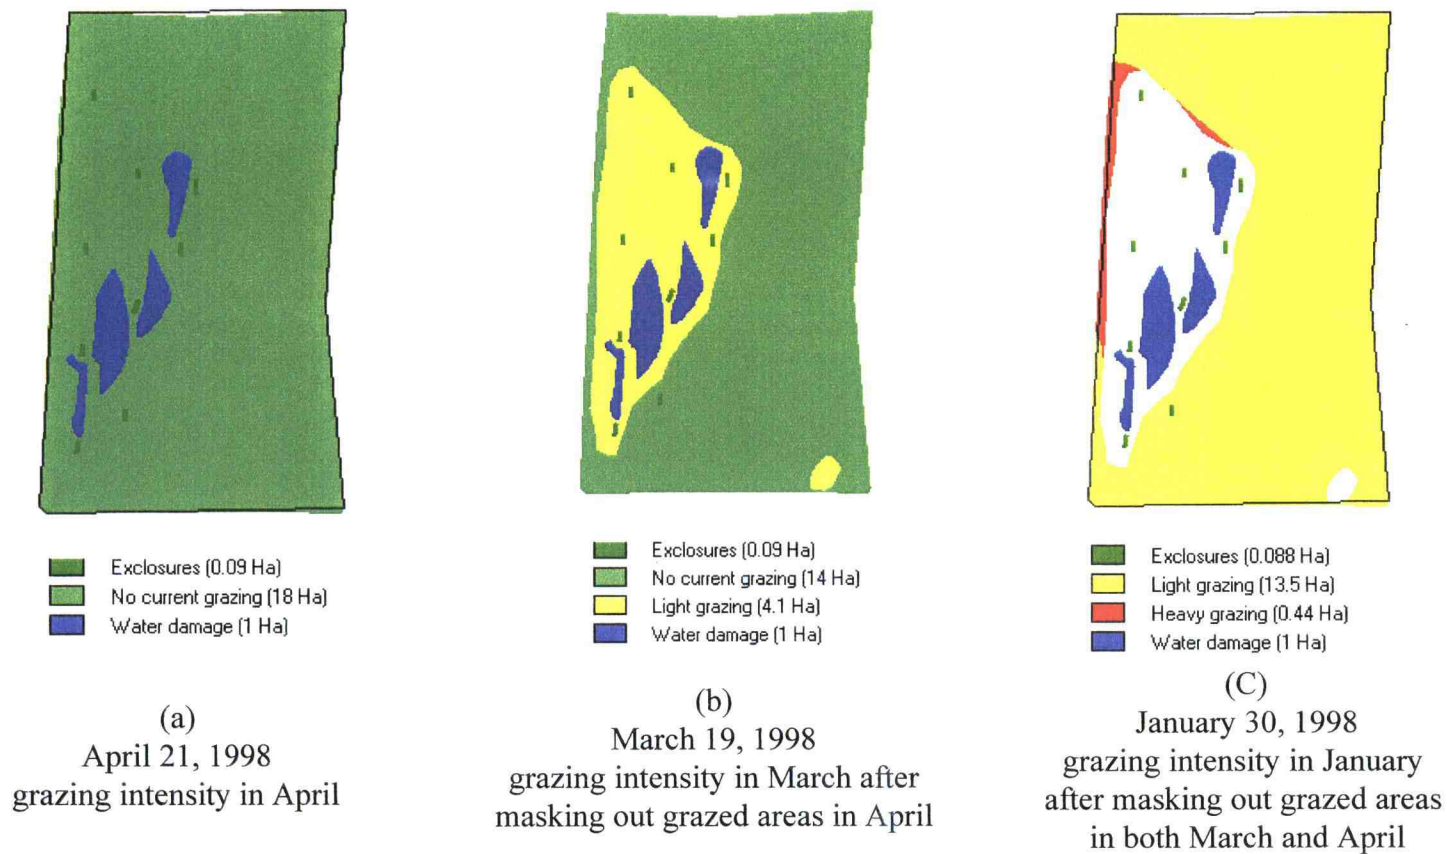 Exclosures (0.09 Ha)
No current grazing (18 Ha)
Water damage (1 Ha)
(a)
April 21, 1998
grazing intensity in April
Exclosures (0.09 Ha)
No current grazing (14 Ha)
Light grazing (4.1 Ha)
Water damage (1 Ha)
(b)
March 19, 1998
grazing intensity in March after
masking out grazed areas in April
Exclosures (0.088 Ha)
Light grazing (13.5 Ha)
Heavy grazing (0.44 Ha)
Water damage (1 Ha)
(C)
January 30, 1998
grazing intensity in January
after masking out grazed areas
in both March and April